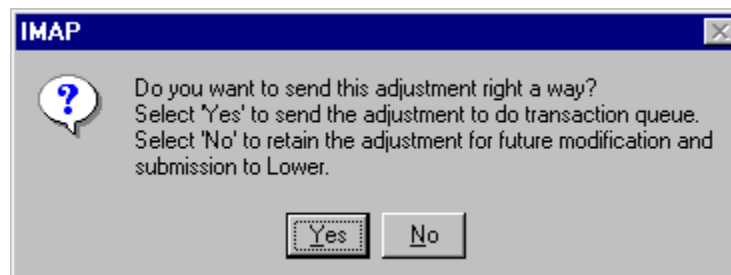 IMAP
Do you want to send this adjustment right a way?
Select 'Yes' to send the adjustment to do transaction queue.
Select 'No' to retain the adjustment for future modification and
submission to Lower.
Yes No